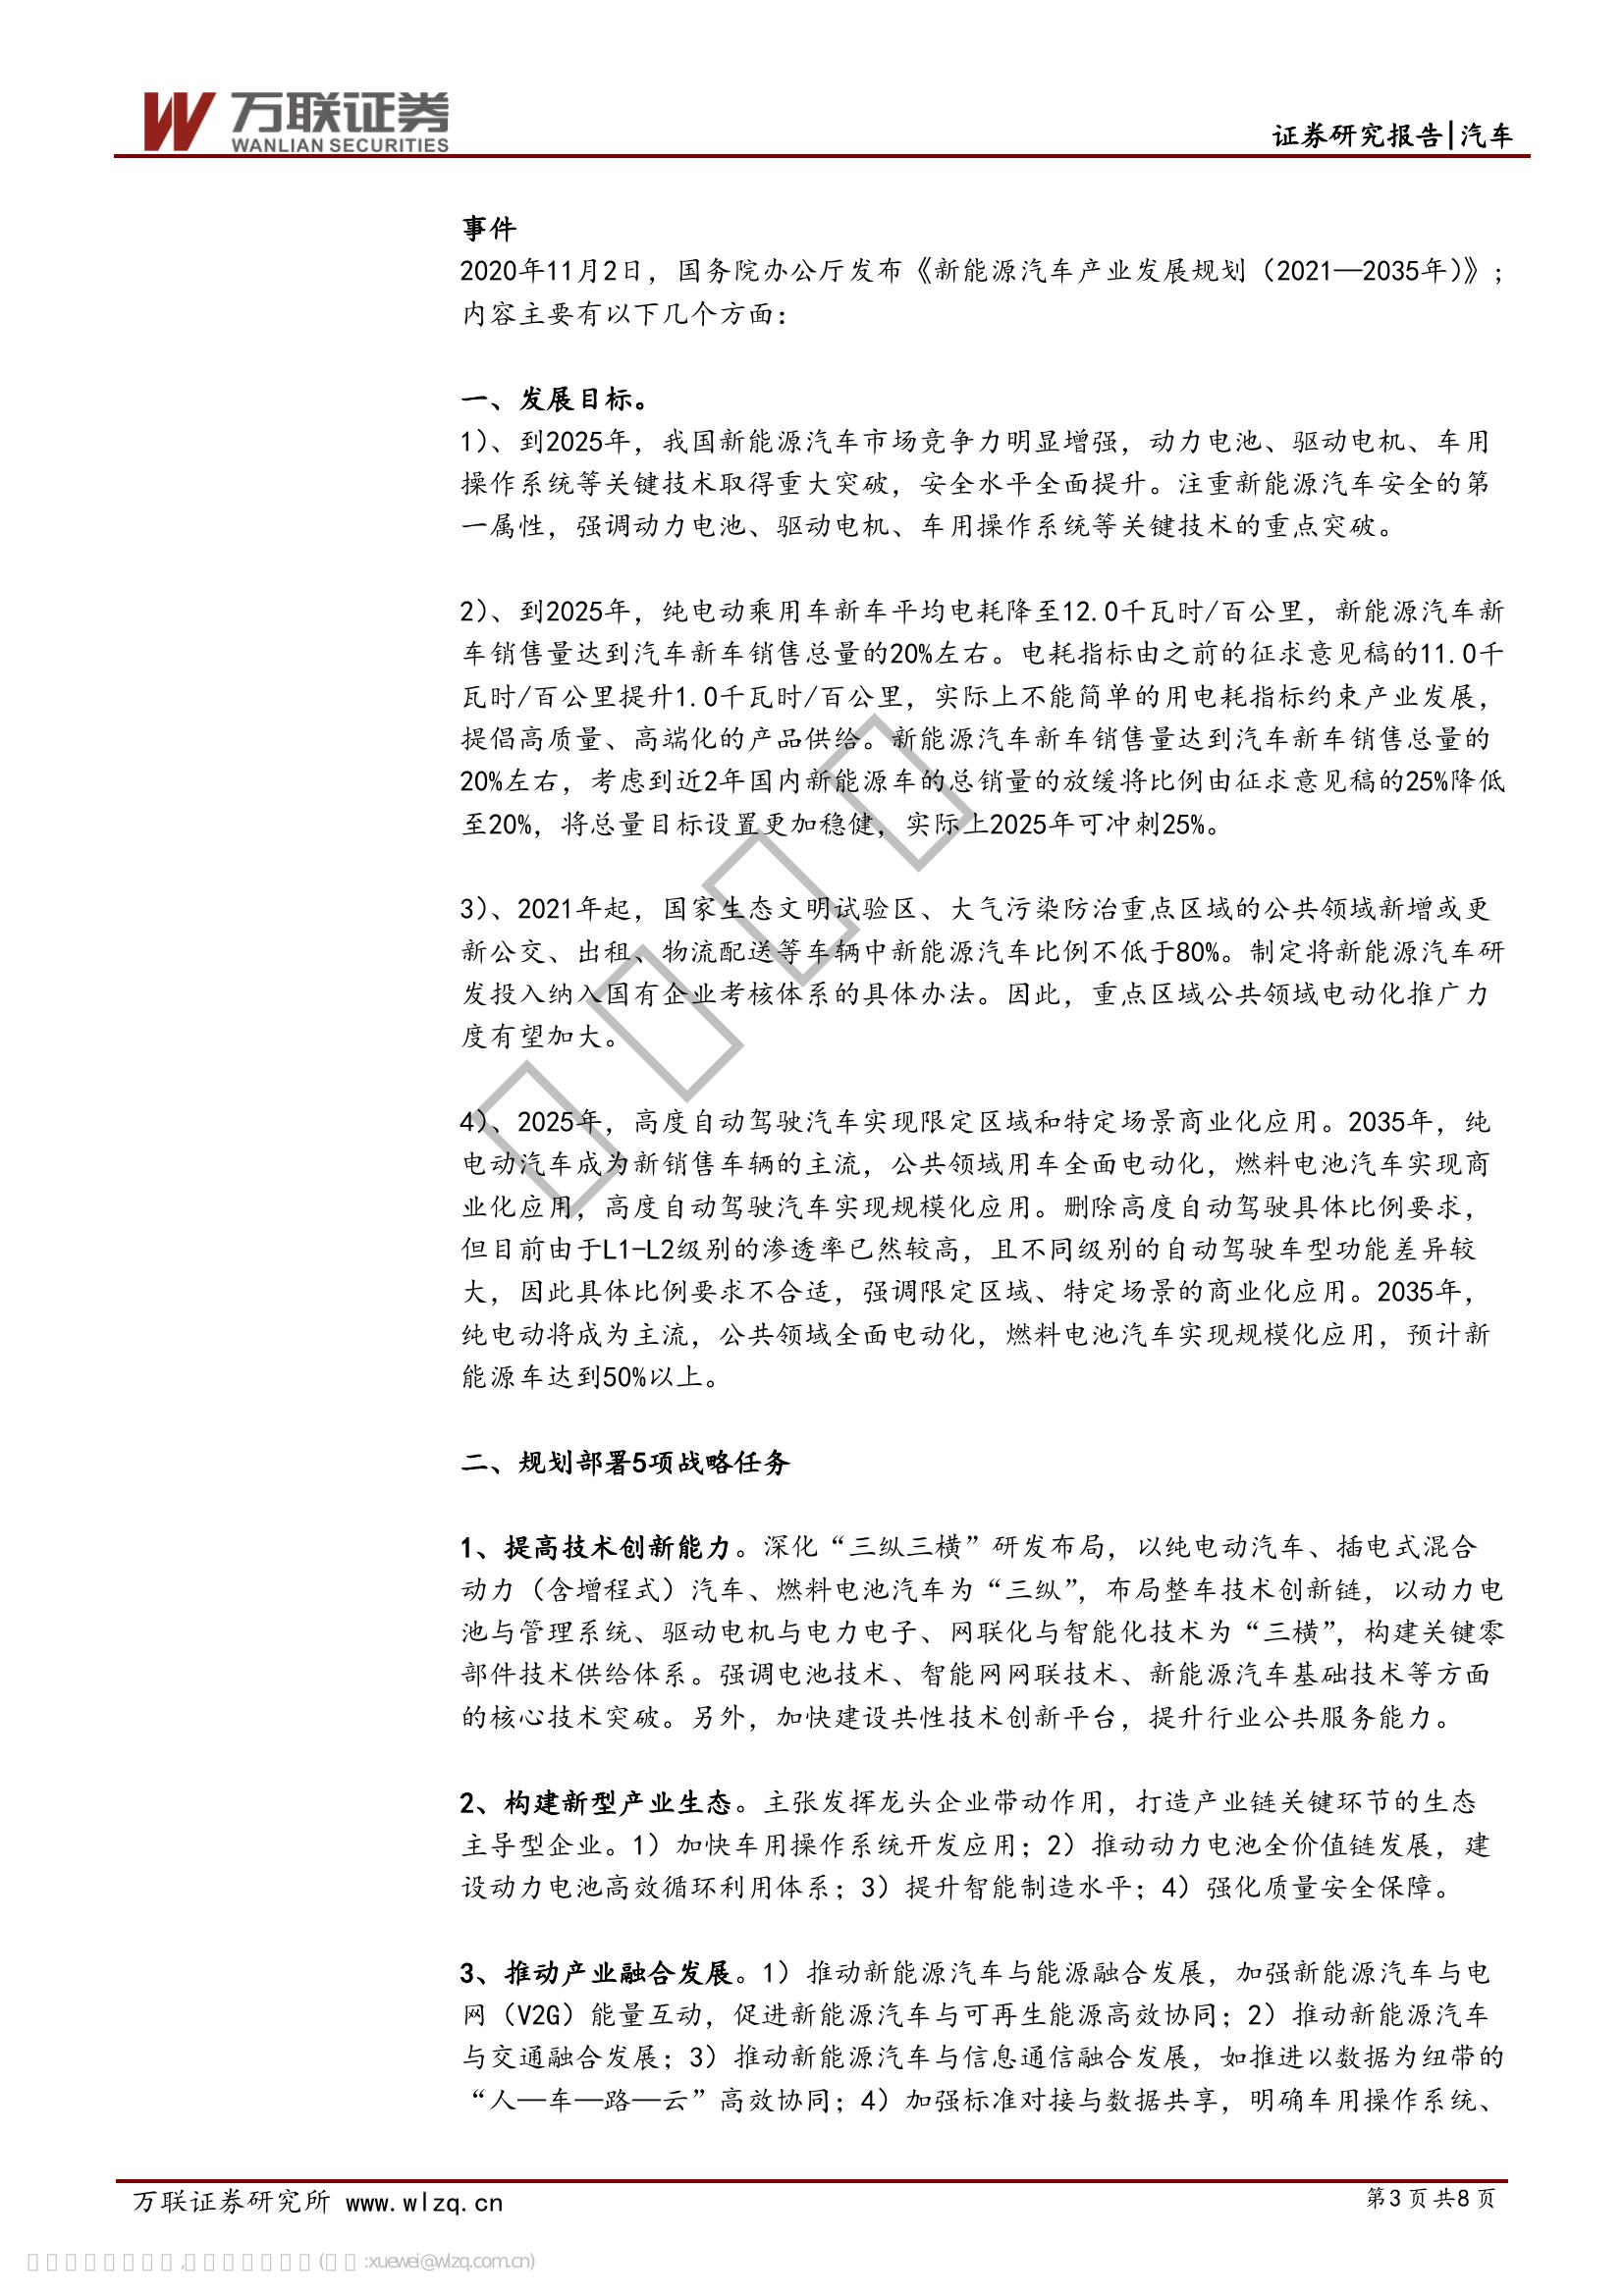 万联证券
WANLIAN SECURITIES
证券研究报告|汽车
事件
2020年11月2日，国务院办公厅发布《新能源汽车产业发展规划（2021—2035年)》；
内容主要有以下几个方面：
一、发展目标。
1)、到2025年，我国新能源汽车市场竞争力明显增强，动力电池、驱动电机、车用
操作系统等关键技术取得重大突破，安全水平全面提升。注重新能源汽车安全的第
一属性，强调动力电池、驱动电机、车用操作系统等关键技术的重点突破。
2)、到2025年，纯电动乘用车新车平均电耗降至12.0千瓦时/百公里，新能源汽车新
车销售量达到汽车新车销售总量的20%左右。电耗指标由之前的征求意见稿的11.0千
瓦时/百公里提升1.0千瓦时/百公里，实际上不能简单的用电耗指标约束产业发展，
提倡高质量、高端化的产品供给。新能源汽车新车销售量达到汽车新车销售总量的
20%左右，考虑到近2年国内新能源车的总销量的放缓将比例由征求意见稿的25%降低
至20%，将总量目标设置更加稳健，实际上2025年可冲刺25%。
3)、2021年起，国家生态文明试验区、大气污染防治重点区域的公共领域新增或更
新公交、出租、物流配送等车辆中新能源汽车比例不低于80%。制定将新能源汽车研
发投入纳入国有企业考核体系的具体办法。因此，重点区域公共领域电动化推广力
度有望加大。
4)、2025年，高度自动驾驶汽车实现限定区域和特定场景商业化应用。2035年，纯
电动汽车成为新销售车辆的主流，公共领域用车全面电动化，燃料电池汽车实现商
业化应用，高度自动驾驶汽车实现规模化应用。删除高度自动驾驶具体比例要求，
但目前由于L1-L2级别的渗透率已然较高，且不同级别的自动驾驶车型功能差异较
大，因此具体比例要求不合适，强调限定区域、特定场景的商业化应用。2035年，
纯电动将成为主流，公共领域全面电动化，燃料电池汽车实现规模化应用，预计新
能源车达到50%以上。
二、规划部署5项战略任务
1、提高技术创新能力。深化“三纵三横”研发布局，以纯电动汽车、插电式混合
动力（含增程式）汽车、燃料电池汽车为“三纵”，布局整车技术创新链，以动力电
池与管理系统、驱动电机与电力电子、网联化与智能化技术为“三横”，构建关键零
部件技术供给体系。强调电池技术、智能网网联技术、新能源汽车基础技术等方面
的核心技术突破。另外，加快建设共性技术创新平台，提升行业公共服务能力。
2、构建新型产业生态。主张发挥龙头企业带动作用，打造产业链关键环节的生态
主导型企业。1）加快车用操作系统开发应用；2）推动动力电池全价值链发展，建
设动力电池高效循环利用体系；3）提升智能制造水平；4）强化质量安全保障。
3、推动产业融合发展。1）推动新能源汽车与能源融合发展，加强新能源汽车与电
网（V2G）能量互动，促进新能源汽车与可再生能源高效协同；2）推动新能源汽车
与交通融合发展；3）推动新能源汽车与信息通信融合发展，如推进以数据为纽带的
“人—车—路—云”高效协同；4）加强标准对接与数据共享，明确车用操作系统、
万联证券研究所 www.wlzq.cn
第3页共8页
:xuewei@wlzq.com.cn)